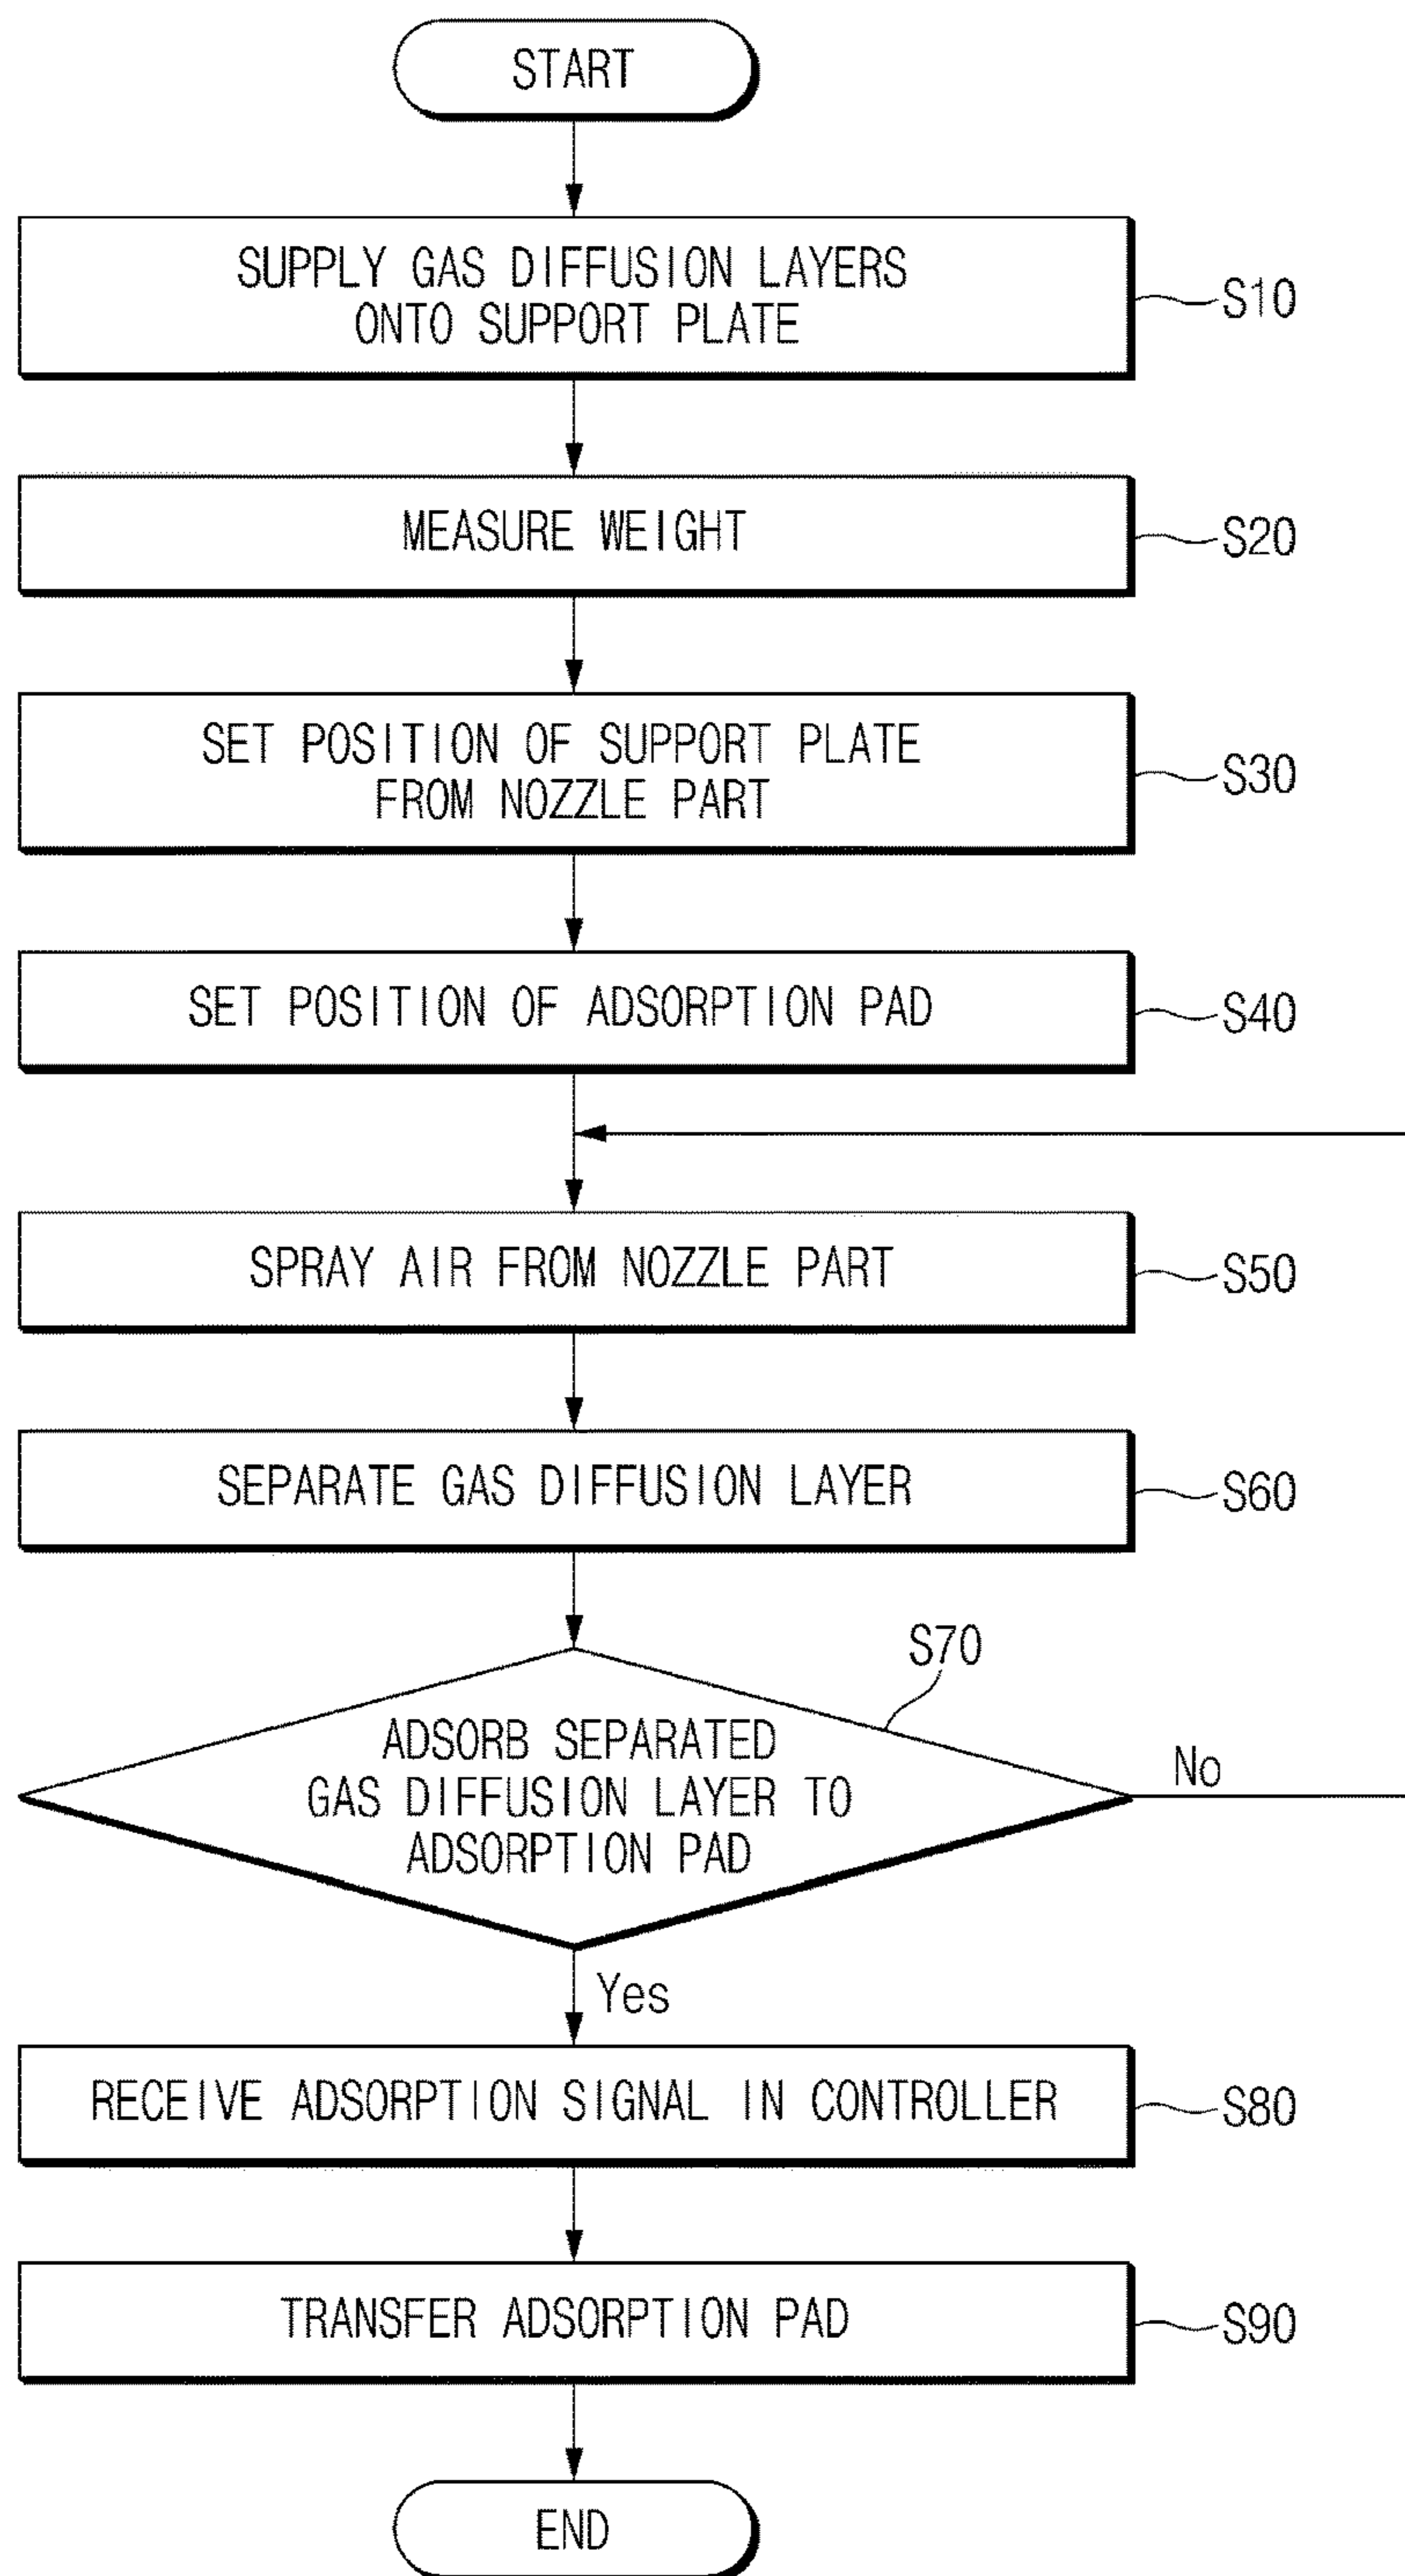 START
SUPPLY GAS DIFFUSION LAYERS
ONTO SUPPORT PLATE
S10
MEASURE WEIGHT
S20
SET POSITION OF SUPPORT PLATE
FROM NOZZLE PART
S30
SET POSITION OF ADSORPTION PAD
S40
SPRAY AIR FROM NOZZLE PART
S50
SEPARATE GAS DIFFUSION LAYER
S60
S70
ADSORB SEPARATED
GAS DIFFUSION LAYER TO
ADSORPTION PAD
No
Yes
RECEIVE ADSORPTION SIGNAL IN CONTROLLER
S80
TRANSFER ADSORPTION PAD
S90
END